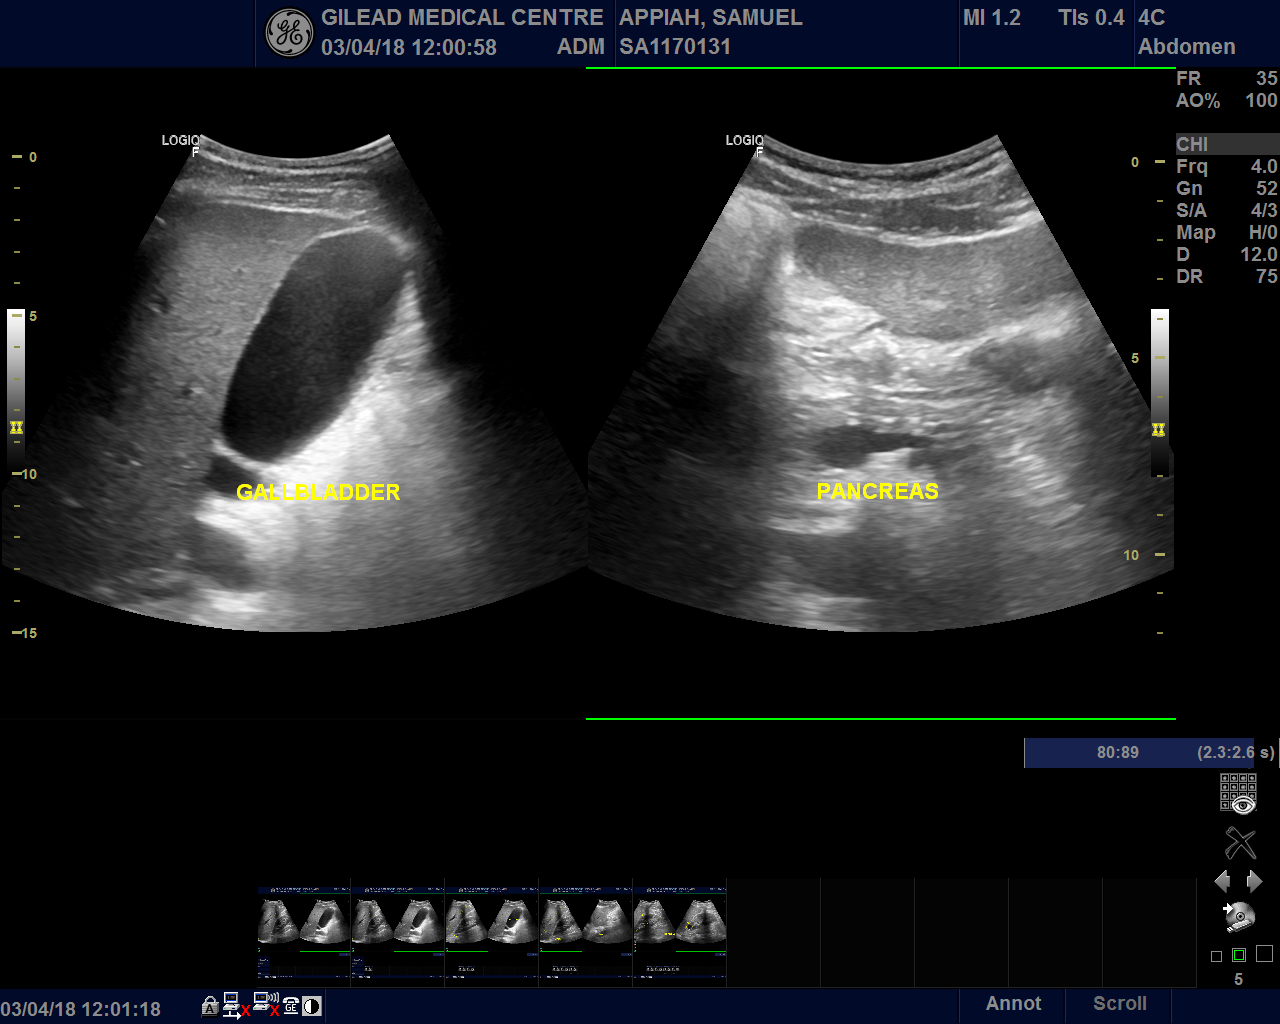 GE
GILEAD MEDICAL CENTRE
03/04/18 12:00:58 ADM
APPIAH, SAMUEL
SA1170131
MI 1.2 TIs 0.4
4C
Abdomen
FR 35
AO% 100
CHI
Frq 4.0
Gn 52
S/A 4/3
Map H/0
D 12.0
DR 75
LOGIQ
F
0
5
10
15
GALLBLADDER
LOGIQ
F
0
5
10
PANCREAS
80:89 (2.3:2.6 s)
5
03/04/18 12:01:18
A
GE
Annot
Scroll